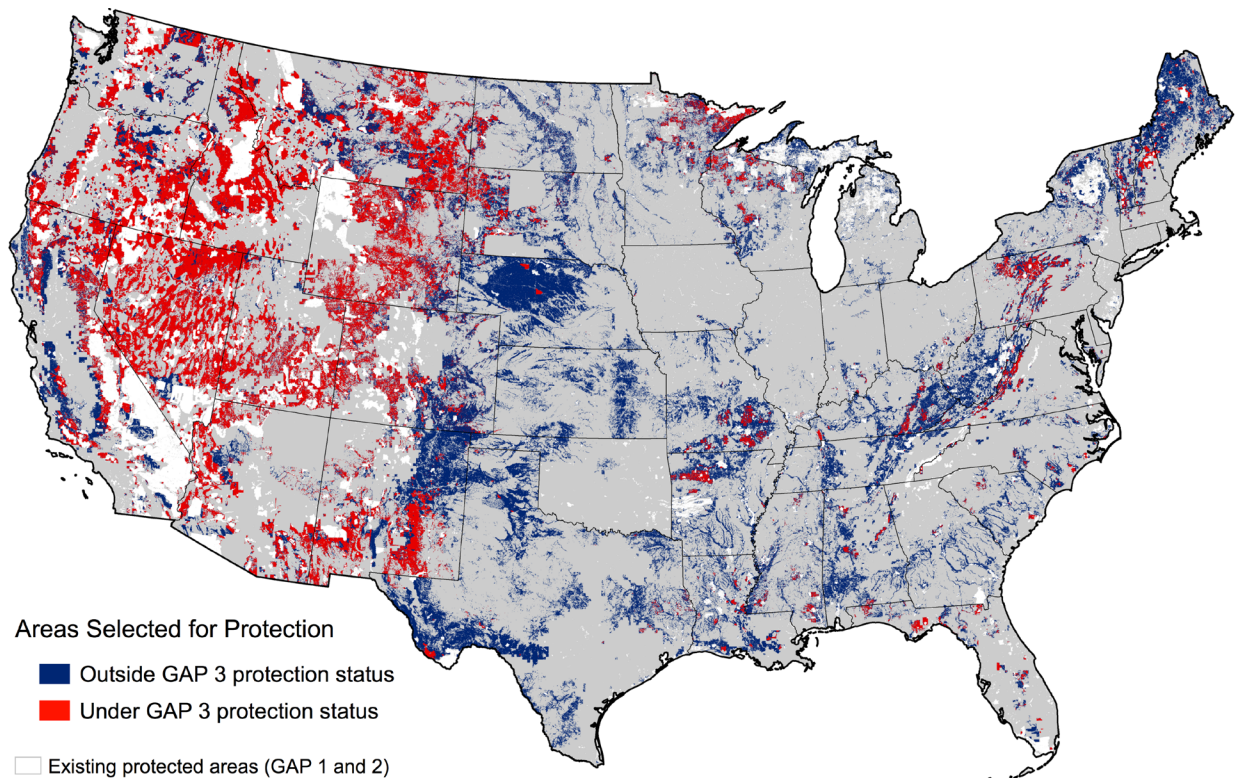 Areas Selected for Protection
Outside GAP 3 protection status
Under GAP 3 protection status
Existing protected areas (GAP 1 and 2)